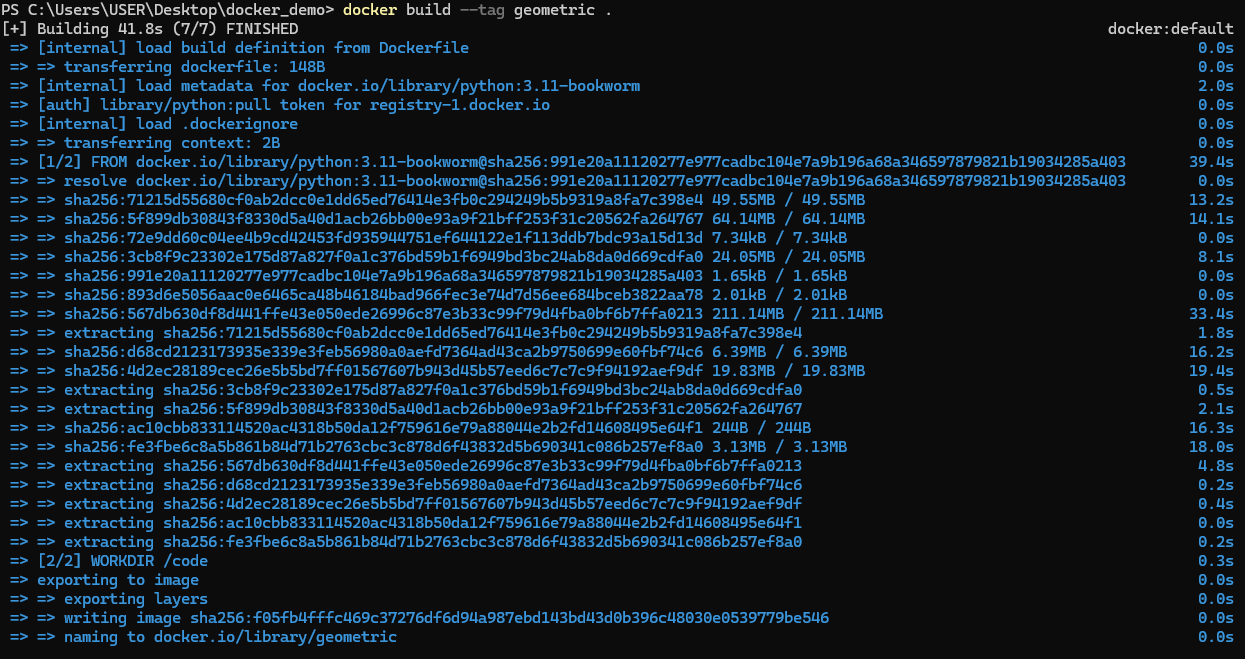 PS C:\Users\USER\Desktop\docker_demo> docker build --tag geometric .
[+] Building 41.8s (7/7) FINISHED docker:default
=> [internal] load build definition from Dockerfile 0.0s
=> => transferring dockerfile: 148B 0.0s
=> [internal] load metadata for docker.io/library/python:3.11-bookworm 2.0s
=> [auth] library/python:pull token for registry-1.docker.io 0.0s
=> [internal] load .dockerignore 0.0s
=> => transferring context: 2B 0.0s
=> [1/2] FROM docker.io/library/python:3.11-bookworm@sha256:991e20a11120277e977cadbc104e7a9b196a68a346597879821b19034285a403 39.4s
=> => resolve docker.io/library/python:3.11-bookworm@sha256:991e20a11120277e977cadbc104e7a9b196a68a346597879821b19034285a403 0.0s
=> => sha256:71215d55680cf0ab2dcc0e1dd65ed76414e3fb0c294249b5b9319a8fa7c398e4 49.55MB / 49.55MB 13.2s
=> => sha256:5f899db30843f8330d5a40d1acb26bb00e93a9f21bff253f31c20562fa264767 64.14MB / 64.14MB 14.1s
=> => sha256:72e9dd60c04ee4b9cd42453fd935944751ef644122e1f113ddb7bdc93a15d13d 7.34kB / 7.34kB 0.0s
=> => sha256:3cb8f9c23302e175d87a827f0a1c376bd59b1f6949bd3bc24ab8da0d669cdfa0 24.05MB / 24.05MB 8.1s
=> => sha256:991e20a11120277e977cadbc104e7a9b196a68a346597879821b19034285a403 1.65kB / 1.65kB 0.0s
=> => sha256:893d6e5056aac0e6465ca48b46184bad966fec3e74d7d56ee684bceb3822aa78 2.01kB / 2.01kB 0.0s
=> => sha256:567db630df8d441ffe43e050ede26996c87e3b33c99f79d4fba0bf6b7ffa0213 211.14MB / 211.14MB 33.4s
=> => extracting sha256:71215d55680cf0ab2dcc0e1dd65ed76414e3fb0c294249b5b9319a8fa7c398e4 1.8s
=> => sha256:d68cd2123173935e339e3feb56980a0aefd7364ad43ca2b9750699e60fbf74c6 6.39MB / 6.39MB 16.2s
=> => sha256:4d2ec28189cec26e5b5bd7ff01567607b943d45b57eed6c7c7c9f94192aef9df 19.83MB / 19.83MB 19.4s
=> => extracting sha256:3cb8f9c23302e175d87a827f0a1c376bd59b1f6949bd3bc24ab8da0d669cdfa0 0.5s
=> => extracting sha256:5f899db30843f8330d5a40d1acb26bb00e93a9f21bff253f31c20562fa264767 2.1s
=> => sha256:ac10cbb833114520ac4318b50da12f759616e79a88044e2b2fd14608495e64f1 244B / 244B 16.3s
=> => sha256:fe3fbe6c8a5b861b84d71b2763cbc3c878d6f43832d5b690341c086b257ef8a0 3.13MB / 3.13MB 18.0s
=> => extracting sha256:567db630df8d441ffe43e050ede26996c87e3b33c99f79d4fba0bf6b7ffa0213 4.8s
=> => extracting sha256:d68cd2123173935e339e3feb56980a0aefd7364ad43ca2b9750699e60fbf74c6 0.2s
=> => extracting sha256:4d2ec28189cec26e5b5bd7ff01567607b943d45b57eed6c7c7c9f94192aef9df 0.4s
=> => extracting sha256:ac10cbb833114520ac4318b50da12f759616e79a88044e2b2fd14608495e64f1 0.0s
=> => extracting sha256:fe3fbe6c8a5b861b84d71b2763cbc3c878d6f43832d5b690341c086b257ef8a0 0.2s
=> [2/2] WORKDIR /code 0.3s
=> exporting to image 0.0s
=> => exporting layers 0.0s
=> => writing image sha256:f05fb4fffc469c37276df6d94a987ebd143bd43d0b396c48030e0539779be546 0.0s
=> => naming to docker.io/library/geometric 0.0s